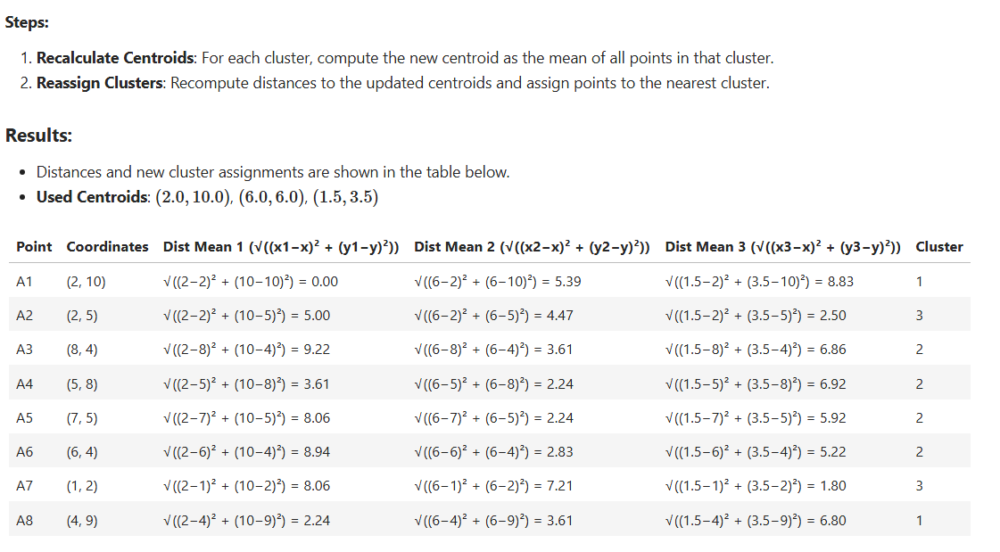 Steps:
1. Recalculate Centroids: For each cluster, compute the new centroid as the mean of all points in that cluster.
2. Reassign Clusters: Recompute distances to the updated centroids and assign points to the nearest cluster.
Results:
• Distances and new cluster assignments are shown in the table below.
• Used Centroids: (2.0, 10.0), (6.0, 6.0), (1.5, 3.5)
Point Coordinates Dist Mean 1 (√((x1−x)² + (y1−y)²)) Dist Mean 2 (√((x2−x)² + (y2−y)²)) Dist Mean 3 (√((x3−x)² + (y3−y)²)) Cluster
A1 (2, 10) √((2−2)² + (10−10)²) = 0.00 √((6−2)² + (6−10)²) = 5.39 √((1.5−2)² + (3.5−10)²) = 8.83 1
A2 (2, 5) √((2−2)² + (10−5)²) = 5.00 √((6−2)² + (6−5)²) = 4.47 √((1.5−2)² + (3.5−5)²) = 2.50 3
A3 (8, 4) √((2−8)² + (10−4)²) = 9.22 √((6−8)² + (6−4)²) = 3.61 √((1.5−8)² + (3.5−4)²) = 6.86 2
A4 (5, 8) √((2−5)² + (10−8)²) = 3.61 √((6−5)² + (6−8)²) = 2.24 √((1.5−5)² + (3.5−8)²) = 6.92 2
A5 (7, 5) √((2−7)² + (10−5)²) = 8.06 √((6−7)² + (6−5)²) = 2.24 √((1.5−7)² + (3.5−5)²) = 5.92 2
A6 (6, 4) √((2−6)² + (10−4)²) = 8.94 √((6−6)² + (6−4)²) = 2.83 √((1.5−6)² + (3.5−4)²) = 5.22 2
A7 (1, 2) √((2−1)² + (10−2)²) = 8.06 √((6−1)² + (6−2)²) = 7.21 √((1.5−1)² + (3.5−2)²) = 1.80 3
A8 (4, 9) √((2−4)² + (10−9)²) = 2.24 √((6−4)² + (6−9)²) = 3.61 √((1.5−4)² + (3.5−9)²) = 6.80 1